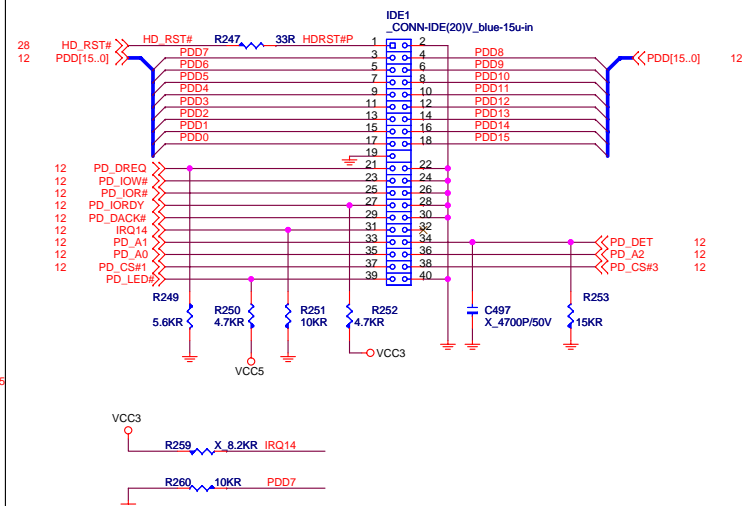 IDE1
_CONN-IDE(20)V_blue-15u-in
28 HD_RST# HD_RST# R247 33R HDRST#P 1 2
12 PDD[15..0] PDD7 3 4 PDD8 PDD[15..0] 12
PDD6 5 6 PDD9
PDD5 7 8 PDD10
PDD4 9 10 PDD11
PDD3 11 12 PDD12
PDD2 13 14 PDD13
PDD1 15 16 PDD14
PDD0 17 18 PDD15
19
12 PD_DREQ 21 22
12 PD_IOW# 23 24
12 PD_IOR# 25 26
12 PD_IORDY 27 28
12 PD_DACK# 29 30
12 IRQ14 31 32
12 PD_A1 33 34 PD_DET 12
12 PD_A0 35 36 PD_A2 12
12 PD_CS#1 37 38 PD_CS#3 12
PD_LED# 39 40
R249 R250 R251 R252 C497 R253
5.6KR 4.7KR 10KR 4.7KR X_4700P/50V 15KR
VCC3
VCC5
5
VCC3
R259 X_8.2KR IRQ14
R260 10KR PDD7